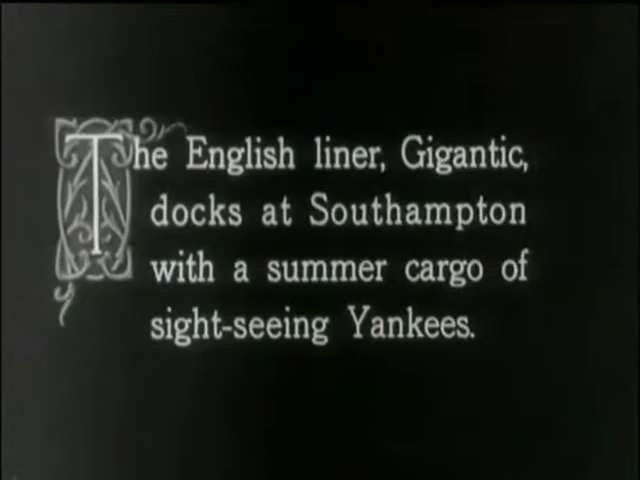 The English liner, Gigantic,
docks at Southampton
with a summer cargo of
sight-seeing Yankees.